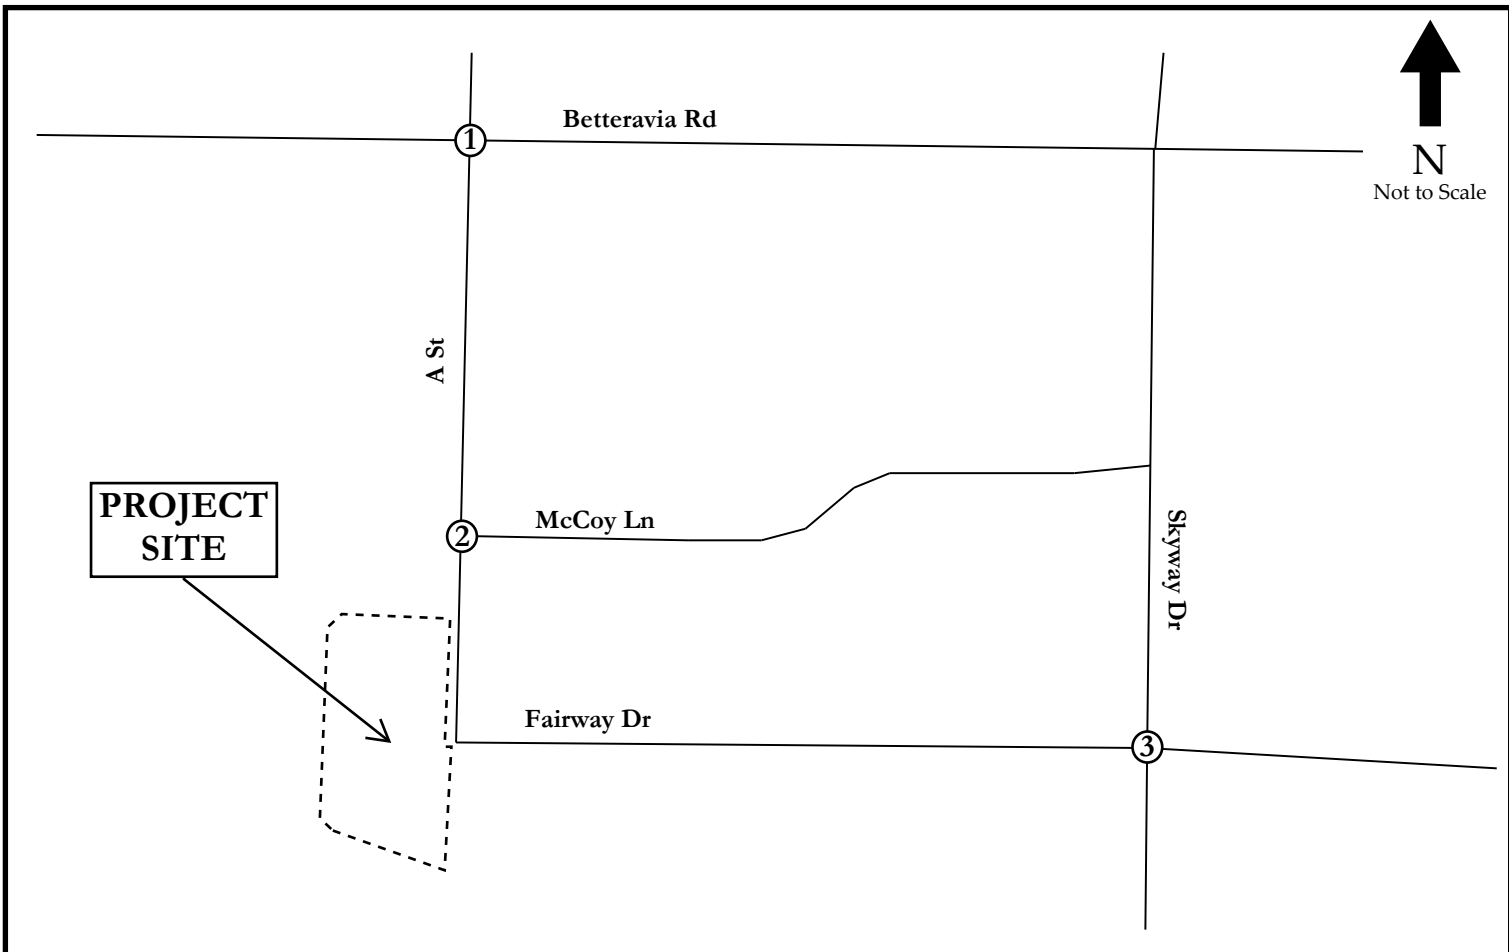 Betteravia Rd
1
N
Not to Scale
A St
PROJECT
SITE
McCoy Ln
2
Skyway Dr
Fairway Dr
3